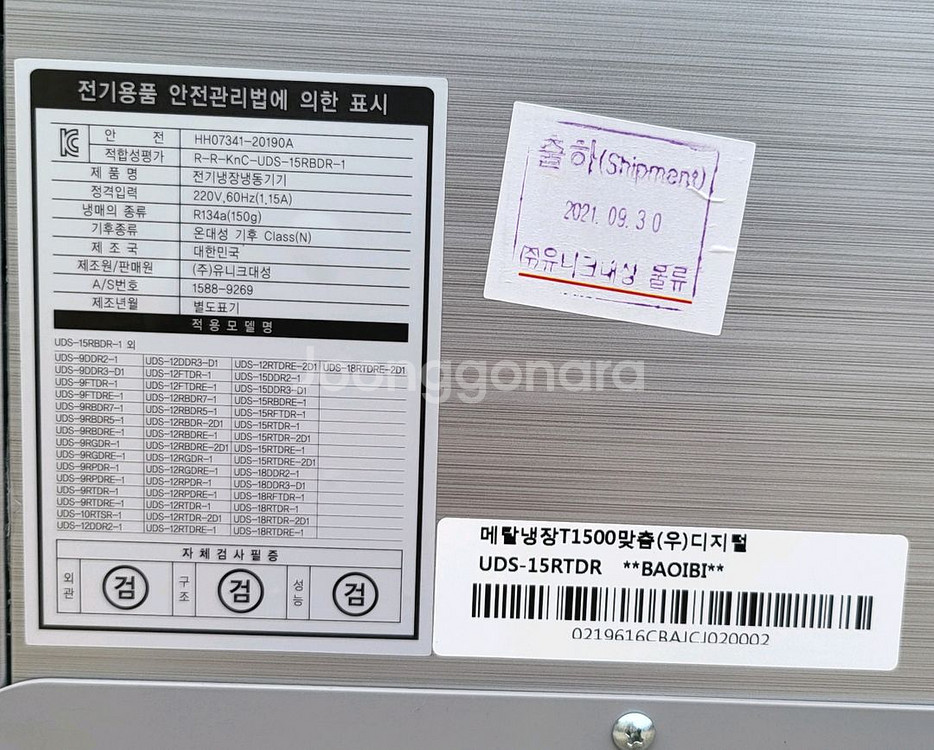 전기용품 안전관리법에 의한 표시
안 전 HH07341-20190A
적합성평가 R-R-KnC-UDS-15RBDR-1
제 품 명 전기냉장냉동기기
정격입력 220V,60Hz(1.15A)
냉매의 종류 R134a(150g)
기후종류 온대성 기후 Class(N)
제 조 국 대한민국
제조원/판매원 (주)유니크대성
A/S번호 1588-9269
제조년월 별도표기
적 용 모 델 명
UDS-15RBDR-1 외
UDS-9DDR2-1 UDS-12DDR3-D1 UDS-12RTDRE-2D1 UDS-18RTDRE-2D1
UDS-9DDR3-D1 UDS-12FTDR-1 UDS-15DDR2-1
UDS-9FTDR-1 UDS-12FTDRE-1 UDS-15DDR3-D1
UDS-9FTDRE-1 UDS-12RBDR7-1 UDS-15RBDRE-1
UDS-9RBDR7-1 UDS-12RBDR5-1 UDS-15RFTDR-1
UDS-9RBDR5-1 UDS-12RBDR-2D1 UDS-15RTDR-1
UDS-9RBDRE-1 UDS-12RBDRE-1 UDS-15RTDR-2D1
UDS-9RGDR-1 UDS-12RBDRE-2D1 UDS-15RTDRE-1
UDS-9RGDRE-1 UDS-12RGDR-1 UDS-15RTDRE-2D1
UDS-9RPDR-1 UDS-12RGDRE-1 UDS-18DDR2-1
UDS-9RPDRE-1 UDS-12RPDR-1 UDS-18DDR3-D1
UDS-9RTDR-1 UDS-12RPDRE-1 UDS-18RFTDR-1
UDS-9RTDRE-1 UDS-12RTDR-1 UDS-18RTDR-1
UDS-10RTSR-1 UDS-12RTDR-2D1 UDS-18RTDR-2D1
UDS-12DDR2-1 UDS-12RTDRE-1 UDS-18RTDRE-1
자 체 검 사 필 증
외관 검 구조 검 성능 검
출하(Shipment)
2021. 09. 30
(주)유니크대성 물류
Joonggonara
메탈냉장T1500맞춤(우)디지털
UDS-15RTDR **BAOIBI**
0219616CBAJCJ020002